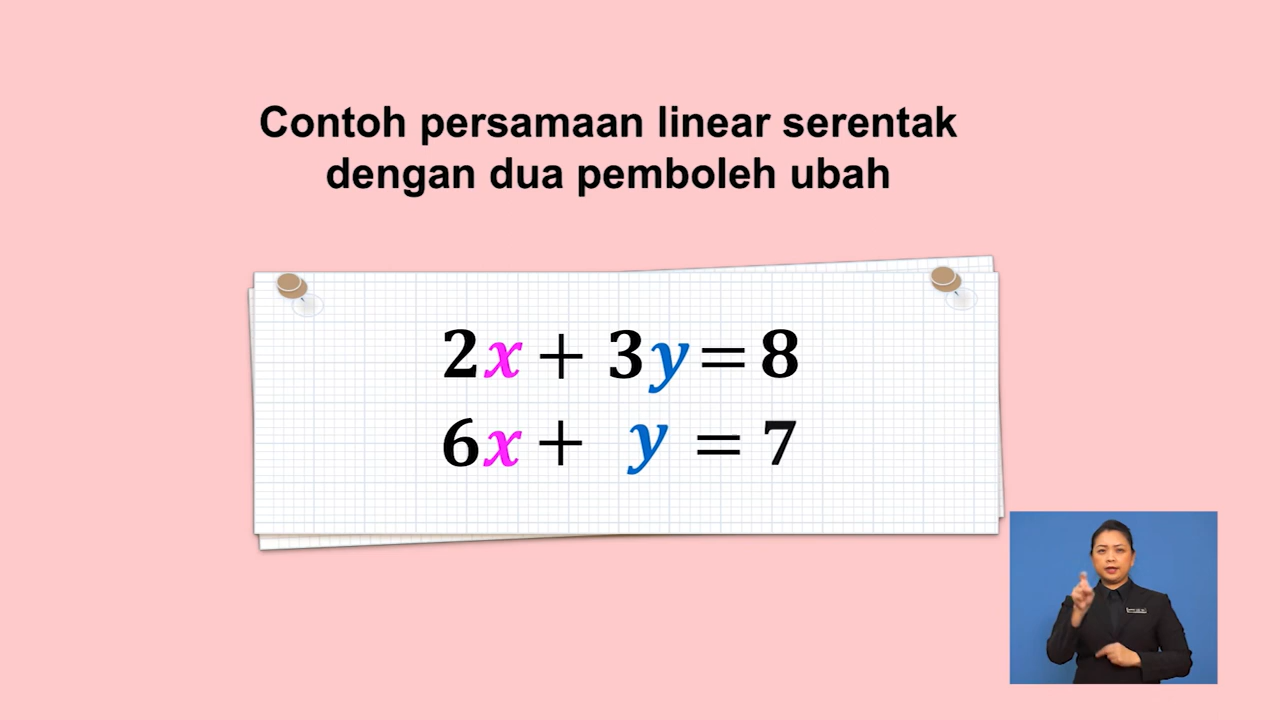 Contoh persamaan linear serentak
dengan dua pemboleh ubah
2x + 3y = 8
6x + y = 7